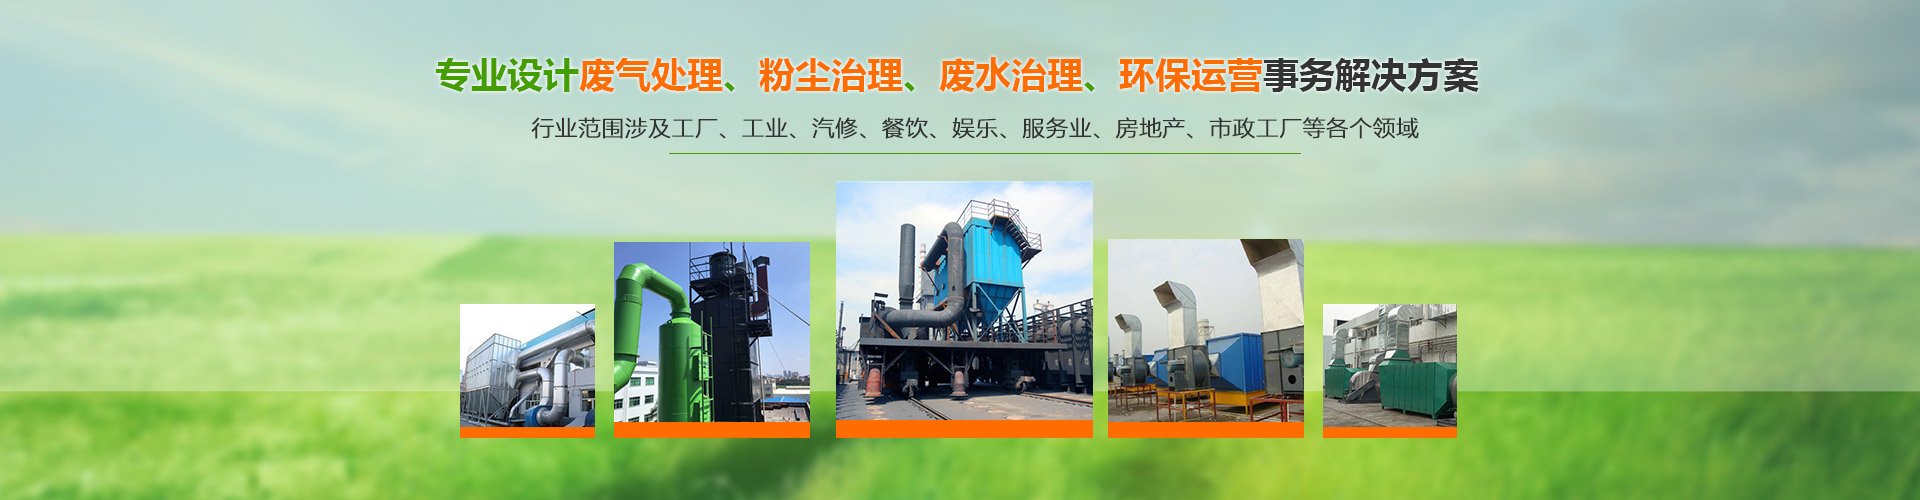 专业设计废气处理、粉尘治理、废水治理、环保运营事务解决方案
行业范围涉及工厂、工业、汽修、餐饮、娱乐、服务业、房地产、市政工厂等各个领域